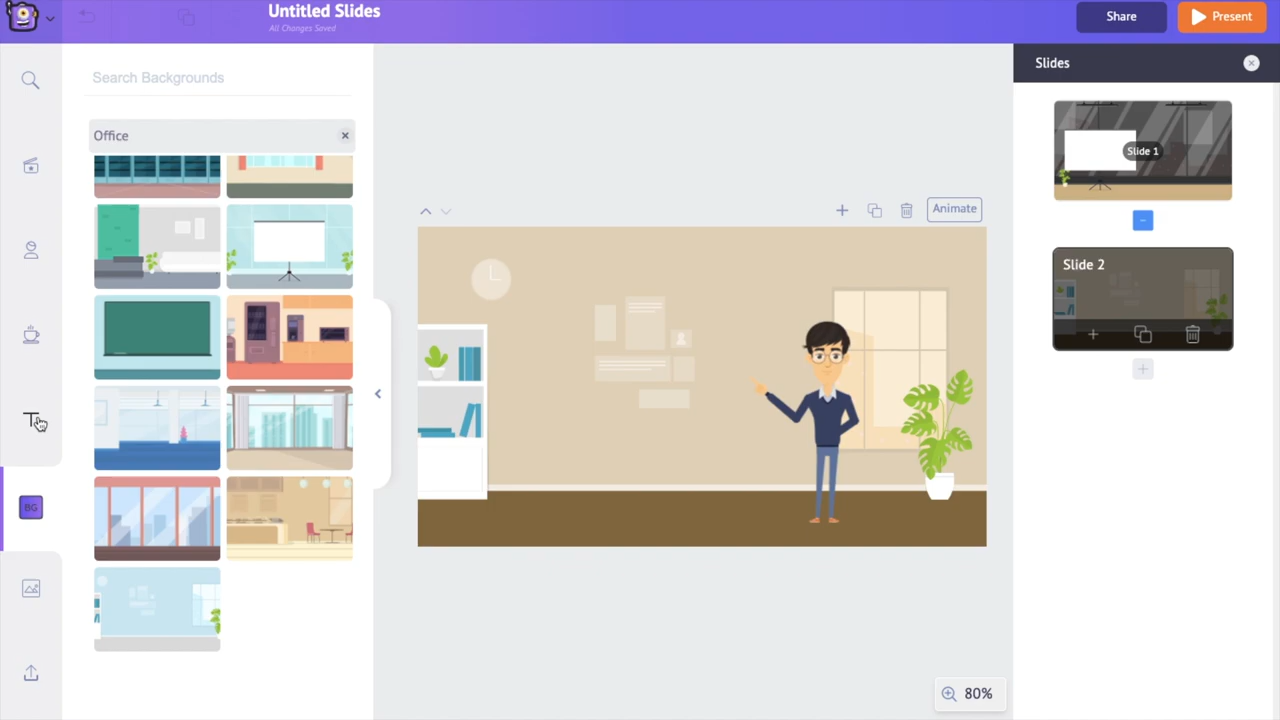 Untitled Slides
All Changes Saved
Share
Present
Search Backgrounds
Office
Animate
BG
80%
Slides
Slide 1
Slide 2